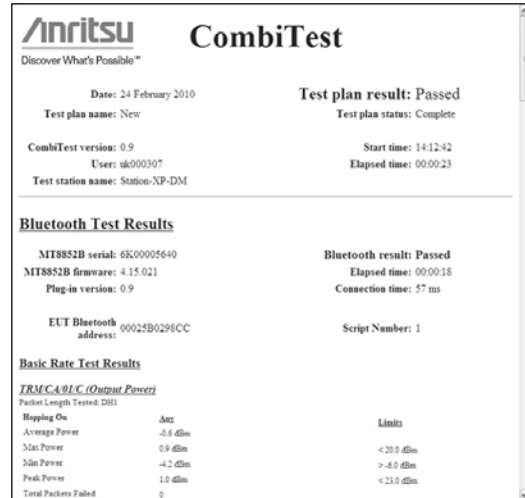 Anritsu
Discover What's Possible™
CombiTest
Date: 24 February 2010
Test plan result: Passed
Test plan name: New
Test plan status: Complete
CombiTest version: 0.9
Start time: 14:12:42
User: uk000307
Elapsed time: 00:00:23
Test station name: Station-XP-DM
Bluetooth Test Results
MT8852B serial: 6K00005640
Bluetooth result: Passed
MT8852B firmware: 4.15.021
Elapsed time: 00:00:18
Plug-in version: 0.9
Connection time: 57 ms
EUT Bluetooth address: 00025B0298CC
Script Number: 1
Basic Rate Test Results
TRM/CA/01/C (Output Power)
Packet Length Tested: DH1
Hopping On Any Limits
Average Power -0.6 dBm
Max Power 0.9 dBm < 20.0 dBm
Min Power -4.2 dBm > -6.0 dBm
Peak Power 1.0 dBm < 23.0 dBm
Total Packets Failed 0